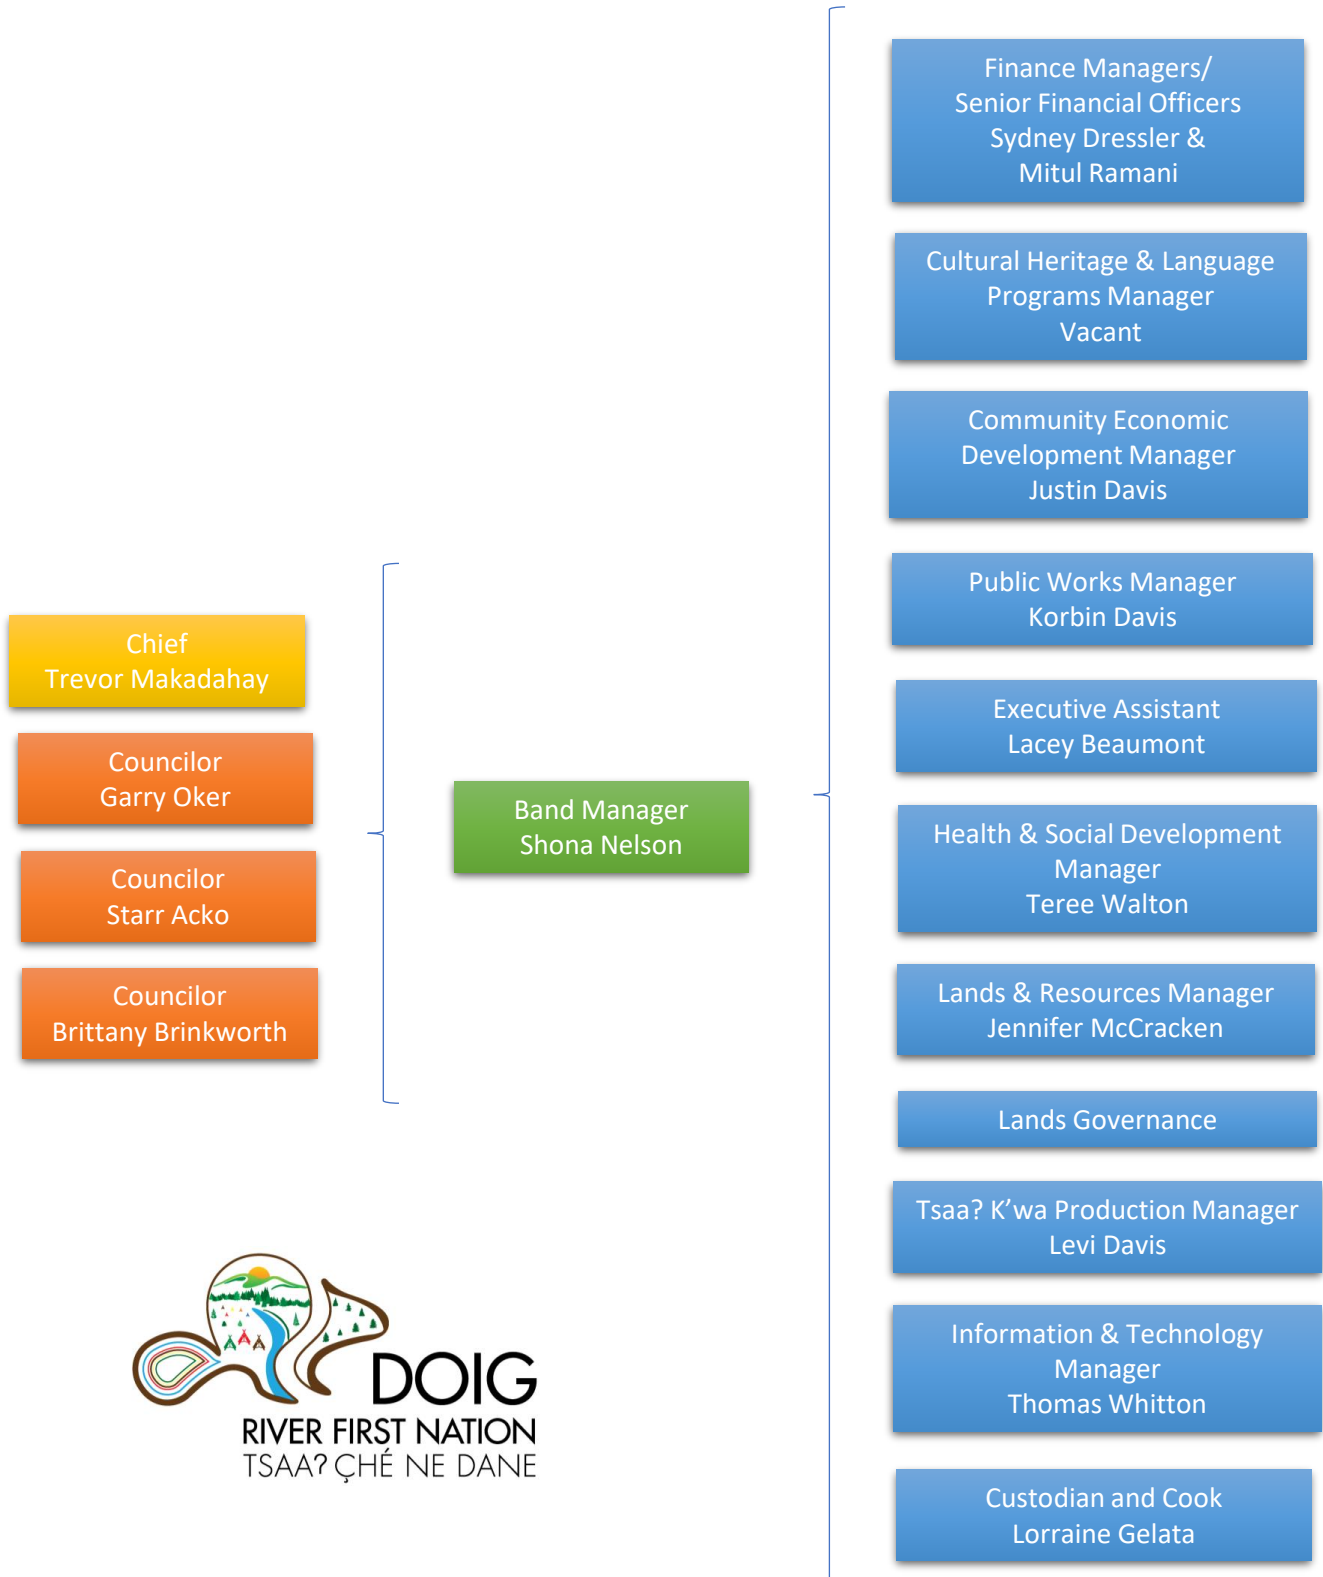 Chief
Trevor Makadahay
Councilor
Garry Oker
Councilor
Starr Acko
Councilor
Brittany Brinkworth
Band Manager
Shona Nelson
Finance Managers/
Senior Financial Officers
Sydney Dressler &
Mitul Ramani
Cultural Heritage & Language
Programs Manager
Vacant
Community Economic
Development Manager
Justin Davis
Public Works Manager
Korbin Davis
Executive Assistant
Lacey Beaumont
Health & Social Development
Manager
Teree Walton
Lands & Resources Manager
Jennifer McCracken
Lands Governance
Tsaa? K’wa Production Manager
Levi Davis
Information & Technology
Manager
Thomas Whitton
Custodian and Cook
Lorraine Gelata
DOIG
RIVER FIRST NATION
TSAA? ÇHÉ NE DANE